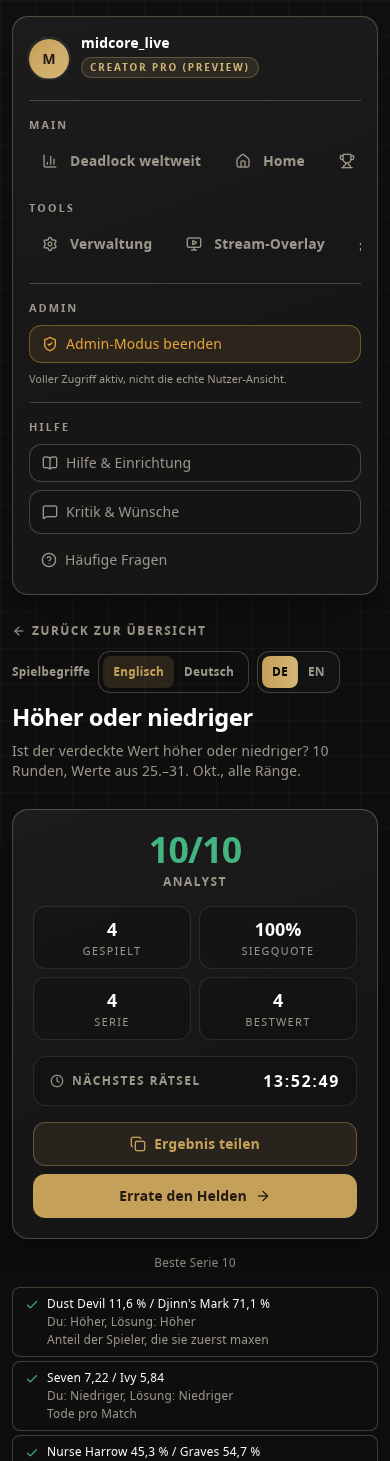 M
midcore_live
CREATOR PRO (PREVIEW)
MAIN
Deadlock weltweit
Home
TOOLS
Verwaltung
Stream-Overlay
ADMIN
Admin-Modus beenden
Voller Zugriff aktiv, nicht die echte Nutzer-Ansicht.
HILFE
Hilfe & Einrichtung
Kritik & Wünsche
Häufige Fragen
ZURÜCK ZUR ÜBERSICHT
Spielbegriffe Englisch Deutsch DE EN
Höher oder niedriger
Ist der verdeckte Wert höher oder niedriger? 10
Runden, Werte aus 25.–31. Okt., alle Ränge.
10/10
ANALYST
4
GESPIELT
100%
SIEGQUOTE
4
SERIE
4
BESTWERT
NÄCHSTES RÄTSEL 13:52:49
Ergebnis teilen
Errate den Helden
Beste Serie 10
Dust Devil 11,6 % / Djinn's Mark 71,1 %
Du: Höher, Lösung: Höher
Anteil der Spieler, die sie zuerst maxen
Seven 7,22 / Ivy 5,84
Du: Niedriger, Lösung: Niedriger
Tode pro Match
Nurse Harrow 45,3 % / Graves 54,7 %